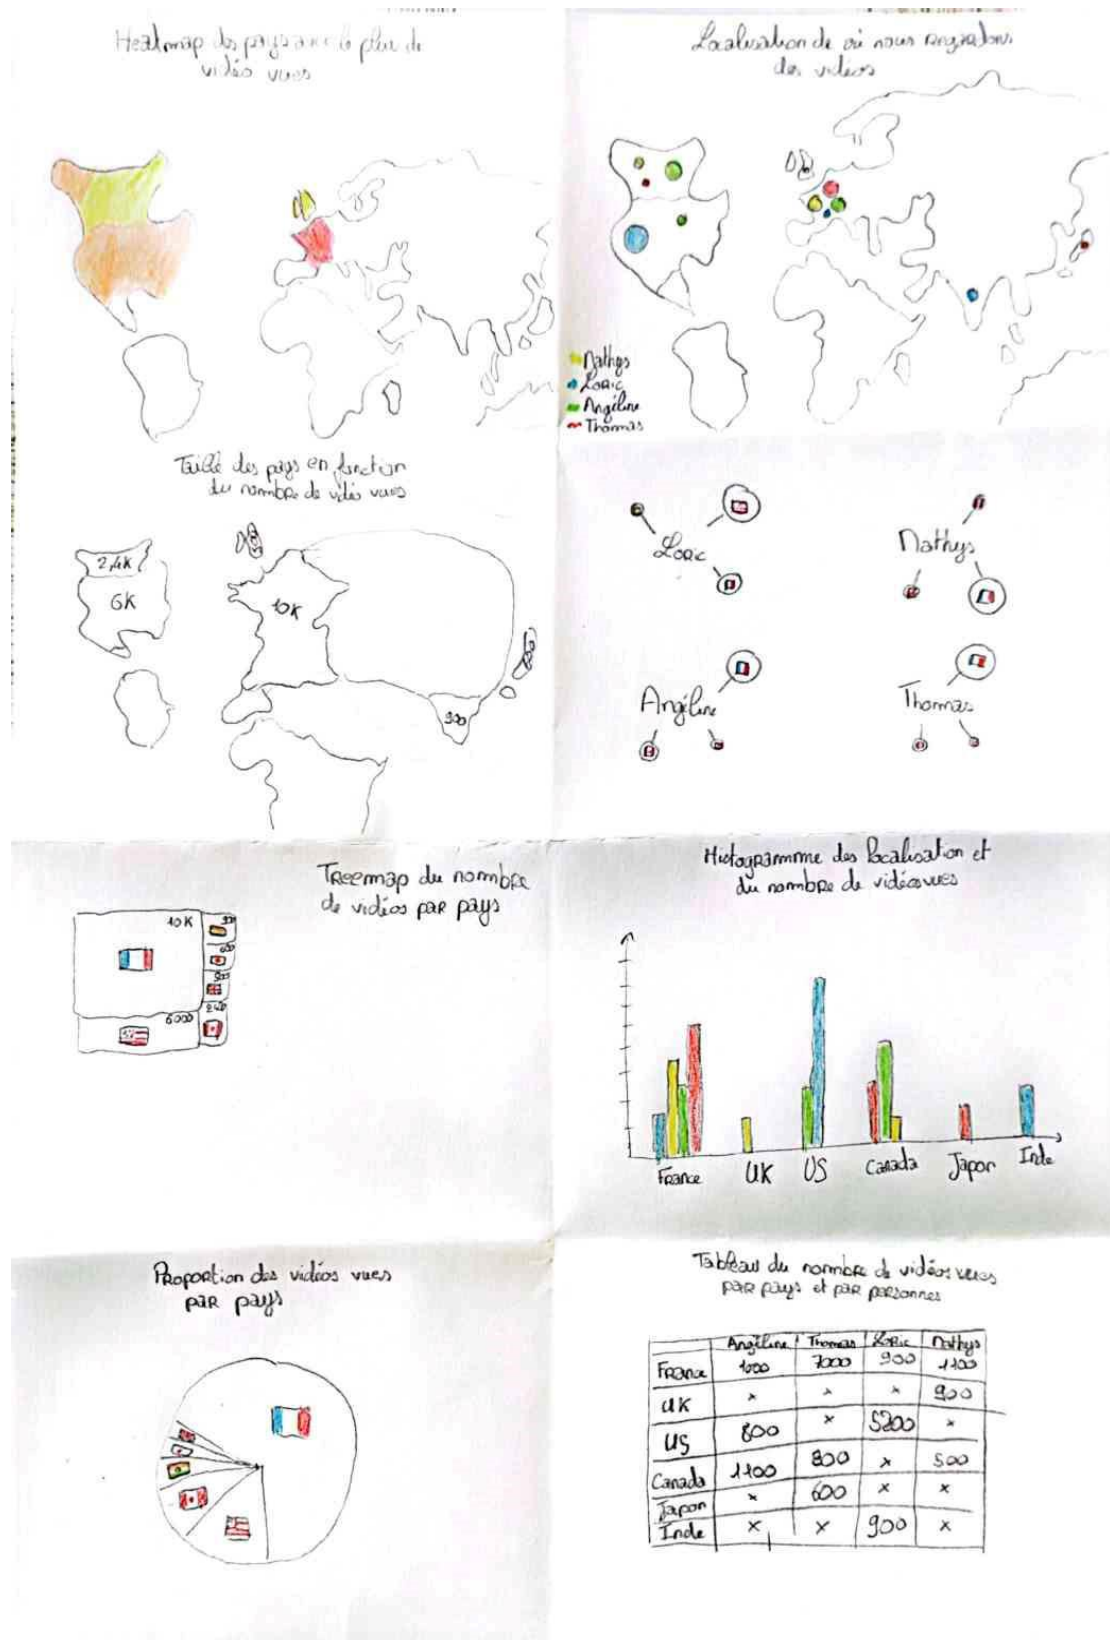 Heatmap des pays avec le plus de
vidéo vues
Localisation de où nous regardons
des vidéos
Nathys
Loric
Angéline
Thomas
Taille des pays en fonction
du nombre de vidéo vues
2,4K
6K
10K
900
Loric
Nathys
Angéline
Thomas
Treemap du nombre
de vidéos par pays
10K
6000
Histogramme des localisation et
du nombre de vidéos vues
France
UK
US
Canada
Japon
Inde
Proportion des vidéos vues
par pays
Tableau du nombre de vidéos vues
par pays et par personnes
Angéline Thomas Loric Nathys
France 1000 7000 900 1100
UK x x x 900
US 800 x 5200 x
Canada 1100 800 x 500
Japon x 600 x x
Inde x x 900 x